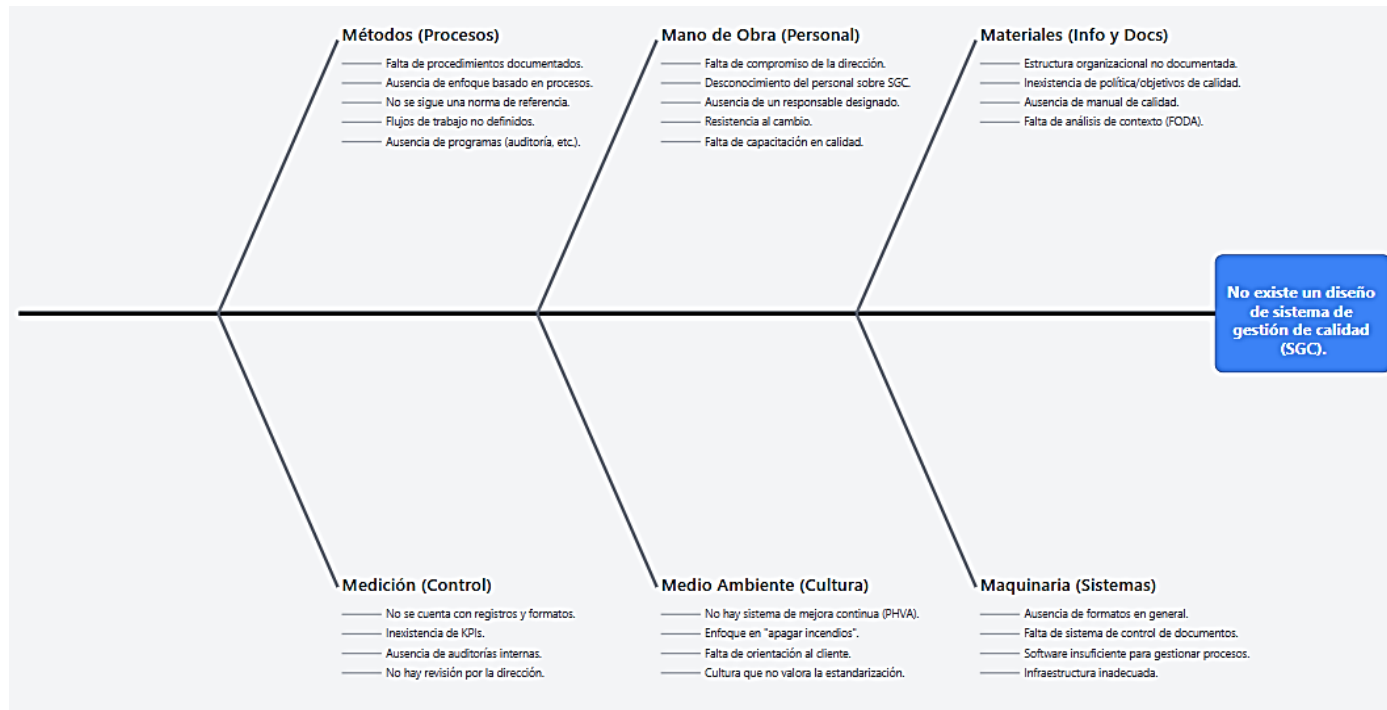 Métodos (Procesos)
Falta de procedimientos documentados.
Ausencia de enfoque basado en procesos.
No se sigue una norma de referencia.
Flujos de trabajo no definidos.
Ausencia de programas (auditoría, etc.).
Mano de Obra (Personal)
Falta de compromiso de la dirección.
Desconocimiento del personal sobre SGC.
Ausencia de un responsable designado.
Resistencia al cambio.
Falta de capacitación en calidad.
Materiales (Info y Docs)
Estructura organizacional no documentada.
Inexistencia de política/objetivos de calidad.
Ausencia de manual de calidad.
Falta de análisis de contexto (FODA).
No existe un diseño
de sistema de
gestión de calidad
(SGC).
Medición (Control)
No se cuenta con registros y formatos.
Inexistencia de KPIs.
Ausencia de auditorías internas.
No hay revisión por la dirección.
Medio Ambiente (Cultura)
No hay sistema de mejora continua (PHVA).
Enfoque en "apagar incendios".
Falta de orientación al cliente.
Cultura que no valora la estandarización.
Maquinaria (Sistemas)
Ausencia de formatos en general.
Falta de sistema de control de documentos.
Software insuficiente para gestionar procesos.
Infraestructura inadecuada.